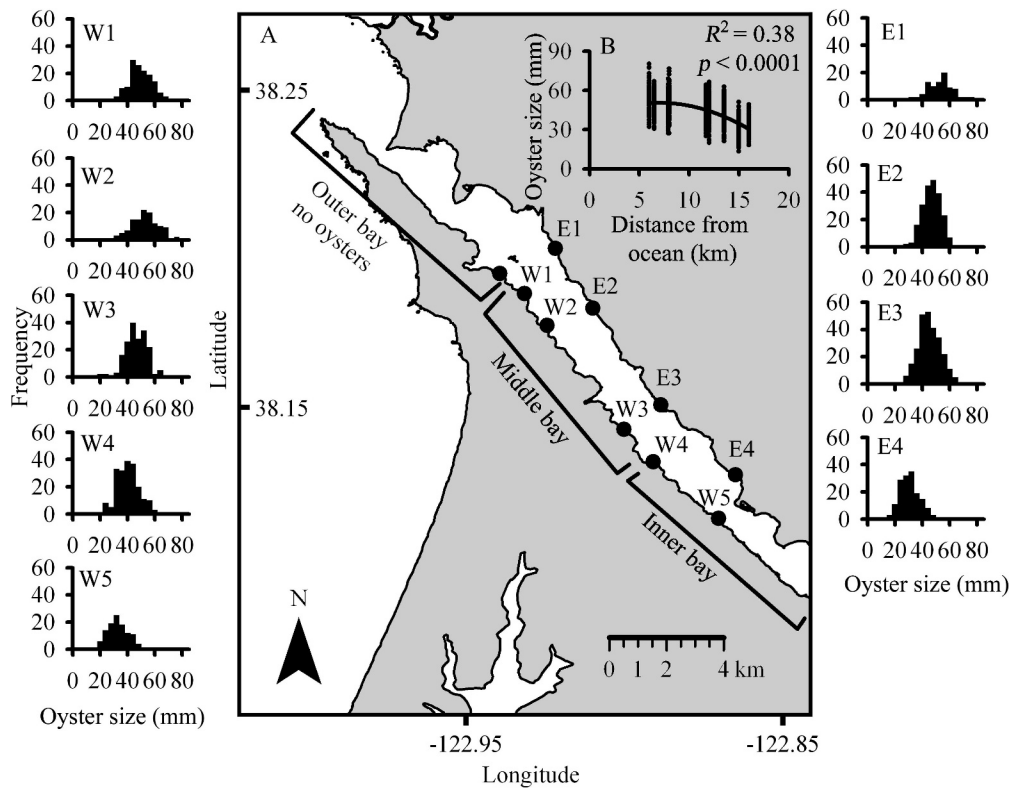 W1
60
40
20
0
0 20 40 60 80
W2
60
40
20
0
0 20 40 60 80
W3
60
40
20
0
0 20 40 60 80
W4
60
40
20
0
0 20 40 60 80
W5
60
40
20
0
0 20 40 60 80
Oyster size (mm)
Frequency
Latitude
A
38.25
38.15
Outer bay
no oysters
Middle bay
Inner bay
W1
W2
W3
W4
W5
E1
E2
E3
E4
N
0 1 2 4 km
-122.95 -122.85
Longitude
B
R² = 0.38
p < 0.0001
Oyster size (mm)
90
60
30
0
0 5 10 15 20
Distance from
ocean (km)
E1
60
40
20
0
0 20 40 60 80
E2
60
40
20
0
0 20 40 60 80
E3
60
40
20
0
0 20 40 60 80
E4
60
40
20
0
0 20 40 60 80
Oyster size (mm)